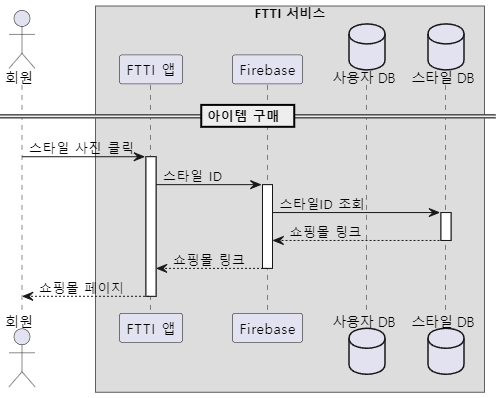 FTTI 서비스
회원
FTTI 앱
Firebase
사용자 DB
스타일 DB
아이템 구매
스타일 사진 클릭
스타일 ID
스타일ID 조회
쇼핑몰 링크
쇼핑몰 링크
쇼핑몰 페이지
회원
FTTI 앱
Firebase
사용자 DB
스타일 DB